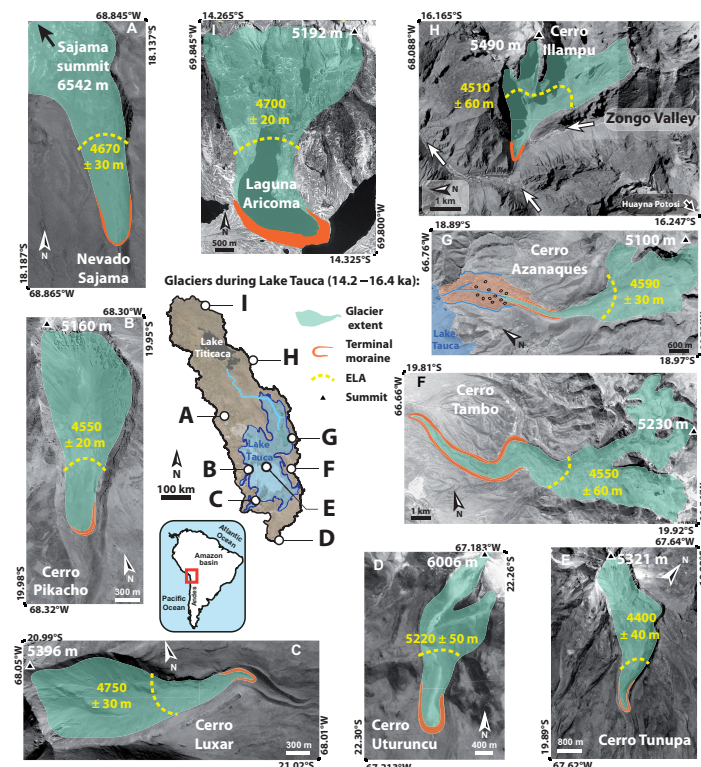 68.845°W
A
18.137°S
Sajama
summit
6542 m
4670
± 30 m
N
Nevado
Sajama
18.187°S
68.865°W
14.265°S
69.845°W
I
5192 m
4700
± 20 m
Laguna
Aricoma
N
500 m
69.800°W
14.325°S
16.165°S
68.088°W
H
Cerro
Illampu
5490 m
4510
± 60 m
Zongo Valley
N
1 km
Huayna Potosi
16.247°S
18.89°S
66.76°W
G
Cerro
Azanaques
5100 m
4590
± 30 m
Lake
Tauca
N
600 m
18.97°S
Glaciers during Lake Tauca (14.2 – 16.4 ka):
Glacier
extent
Terminal
moraine
ELA
Summit
I
Lake
Titicaca
H
A
G
Lake
Tauca
B
F
C
E
D
N
100 km
Atlantic
Ocean
Amazon
basin
Pacific
Ocean
Andes
68.30°W
B
19.95°S
5160 m
4550
± 20 m
N
Cerro
Pikacho
300 m
19.98°S
68.32°W
19.81°S
66.66°W
F
Cerro
Tambo
5230 m
4550
± 60 m
N
1 km
19.92°S
20.99°S
68.05°W
C
5396 m
N
4750
± 30 m
Cerro
Luxar
300 m
68.01°W
21.02°S
67.183°W
D
22.26°S
6006 m
5220 ± 50 m
Cerro
Uturuncu
N
400 m
22.30°S
67.213°W
67.64°W
E
5321 m
N
4400
± 40 m
19.89°S
800 m
Cerro Tunupa
67.62°W